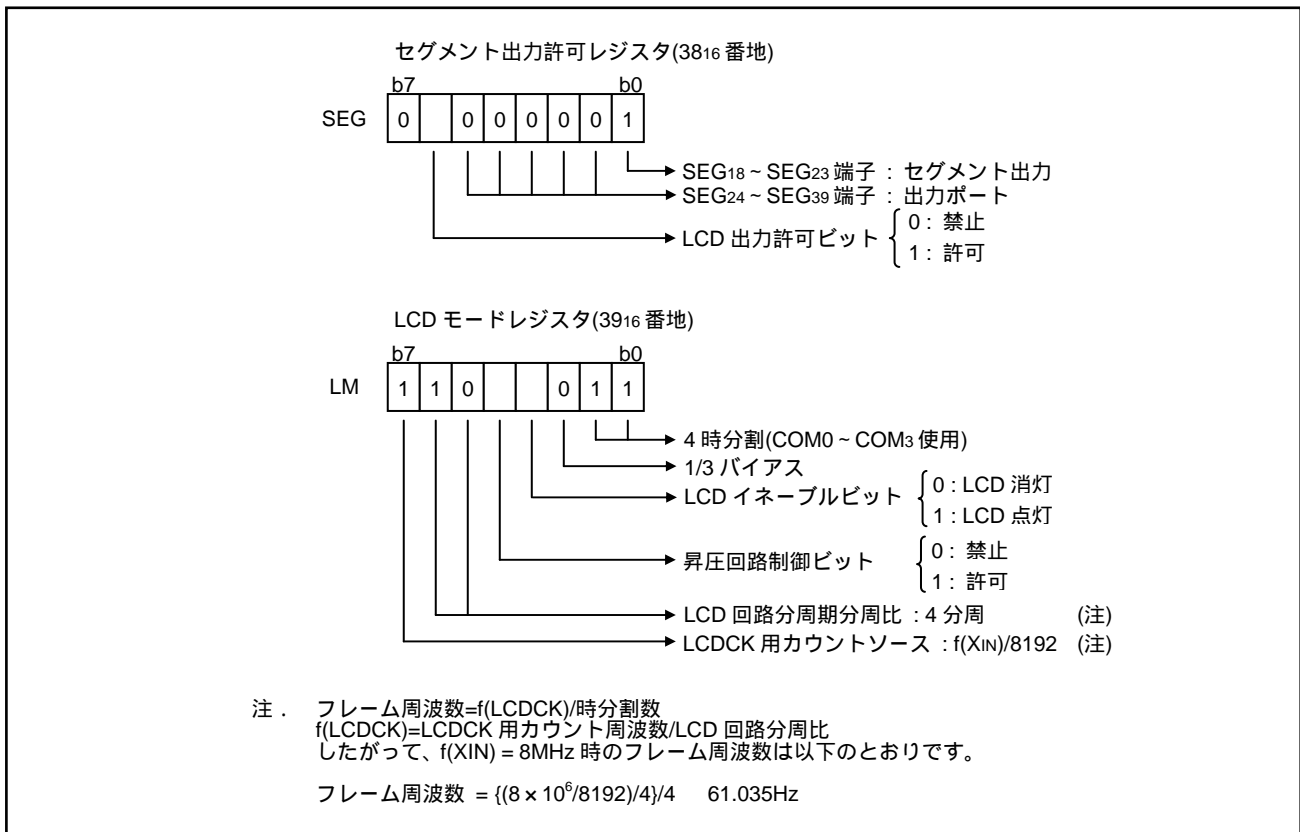 セグメント出力許可レジスタ(3816 番地)
b7 b0
SEG 0 0 0 0 0 0 1
SEG18 ~ SEG23 端子 : セグメント出力
SEG24 ~ SEG39 端子 : 出力ポート
LCD 出力許可ビット
0 : 禁止
1 : 許可
LCD モードレジスタ(3916 番地)
b7 b0
LM 1 1 0 0 1 1
4 時分割(COM0 ~ COM3 使用)
1/3 バイアス
LCD イネーブルビット
0 : LCD 消灯
1 : LCD 点灯
昇圧回路制御ビット
0 : 禁止
1 : 許可
LCD 回路分周期分周比 : 4 分周 (注)
LCDCK 用カウントソース : f(XIN)/8192 (注)
注 . フレーム周波数=f(LCDCK)/時分割数
f(LCDCK)=LCDCK 用カウント周波数/LCD 回路分周比
したがって、f(XIN) = 8MHz 時のフレーム周波数は以下のとおりです。
フレーム周波数 = {(8 × 10⁶/8192)/4}/4 61.035Hz